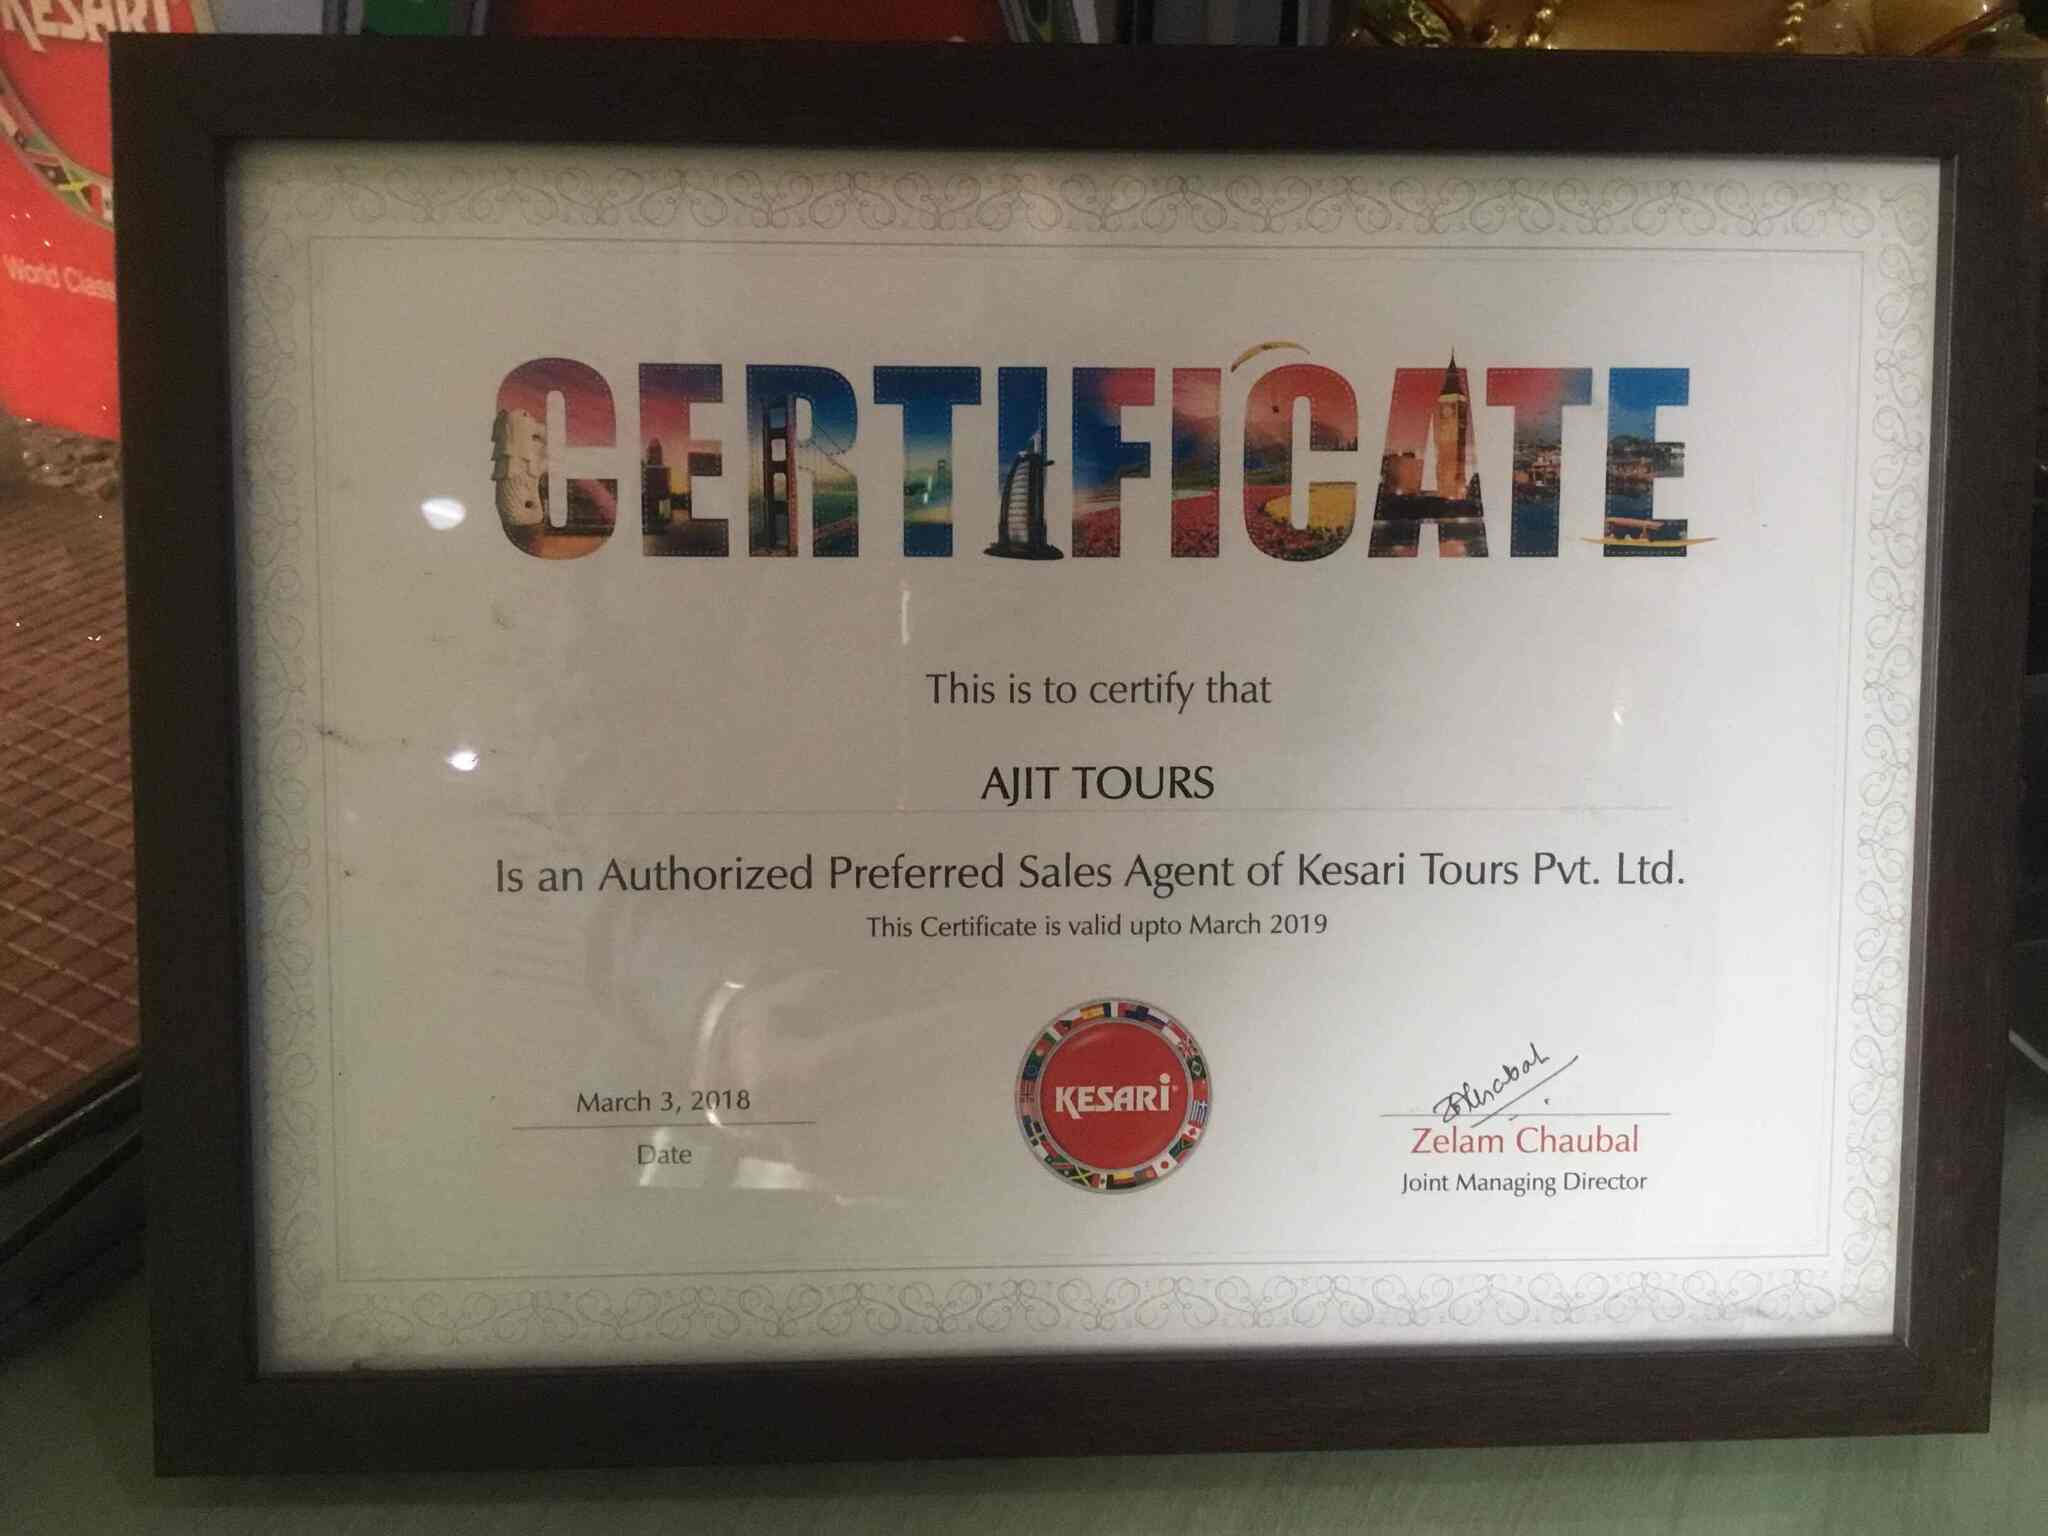 KESARI
World Class
CERTIFICATE
This is to certify that
AJIT TOURS
Is an Authorized Preferred Sales Agent of Kesari Tours Pvt. Ltd.
This Certificate is valid upto March 2019
March 3, 2018
Date
KESARi
Zelam Chaubal
Joint Managing Director